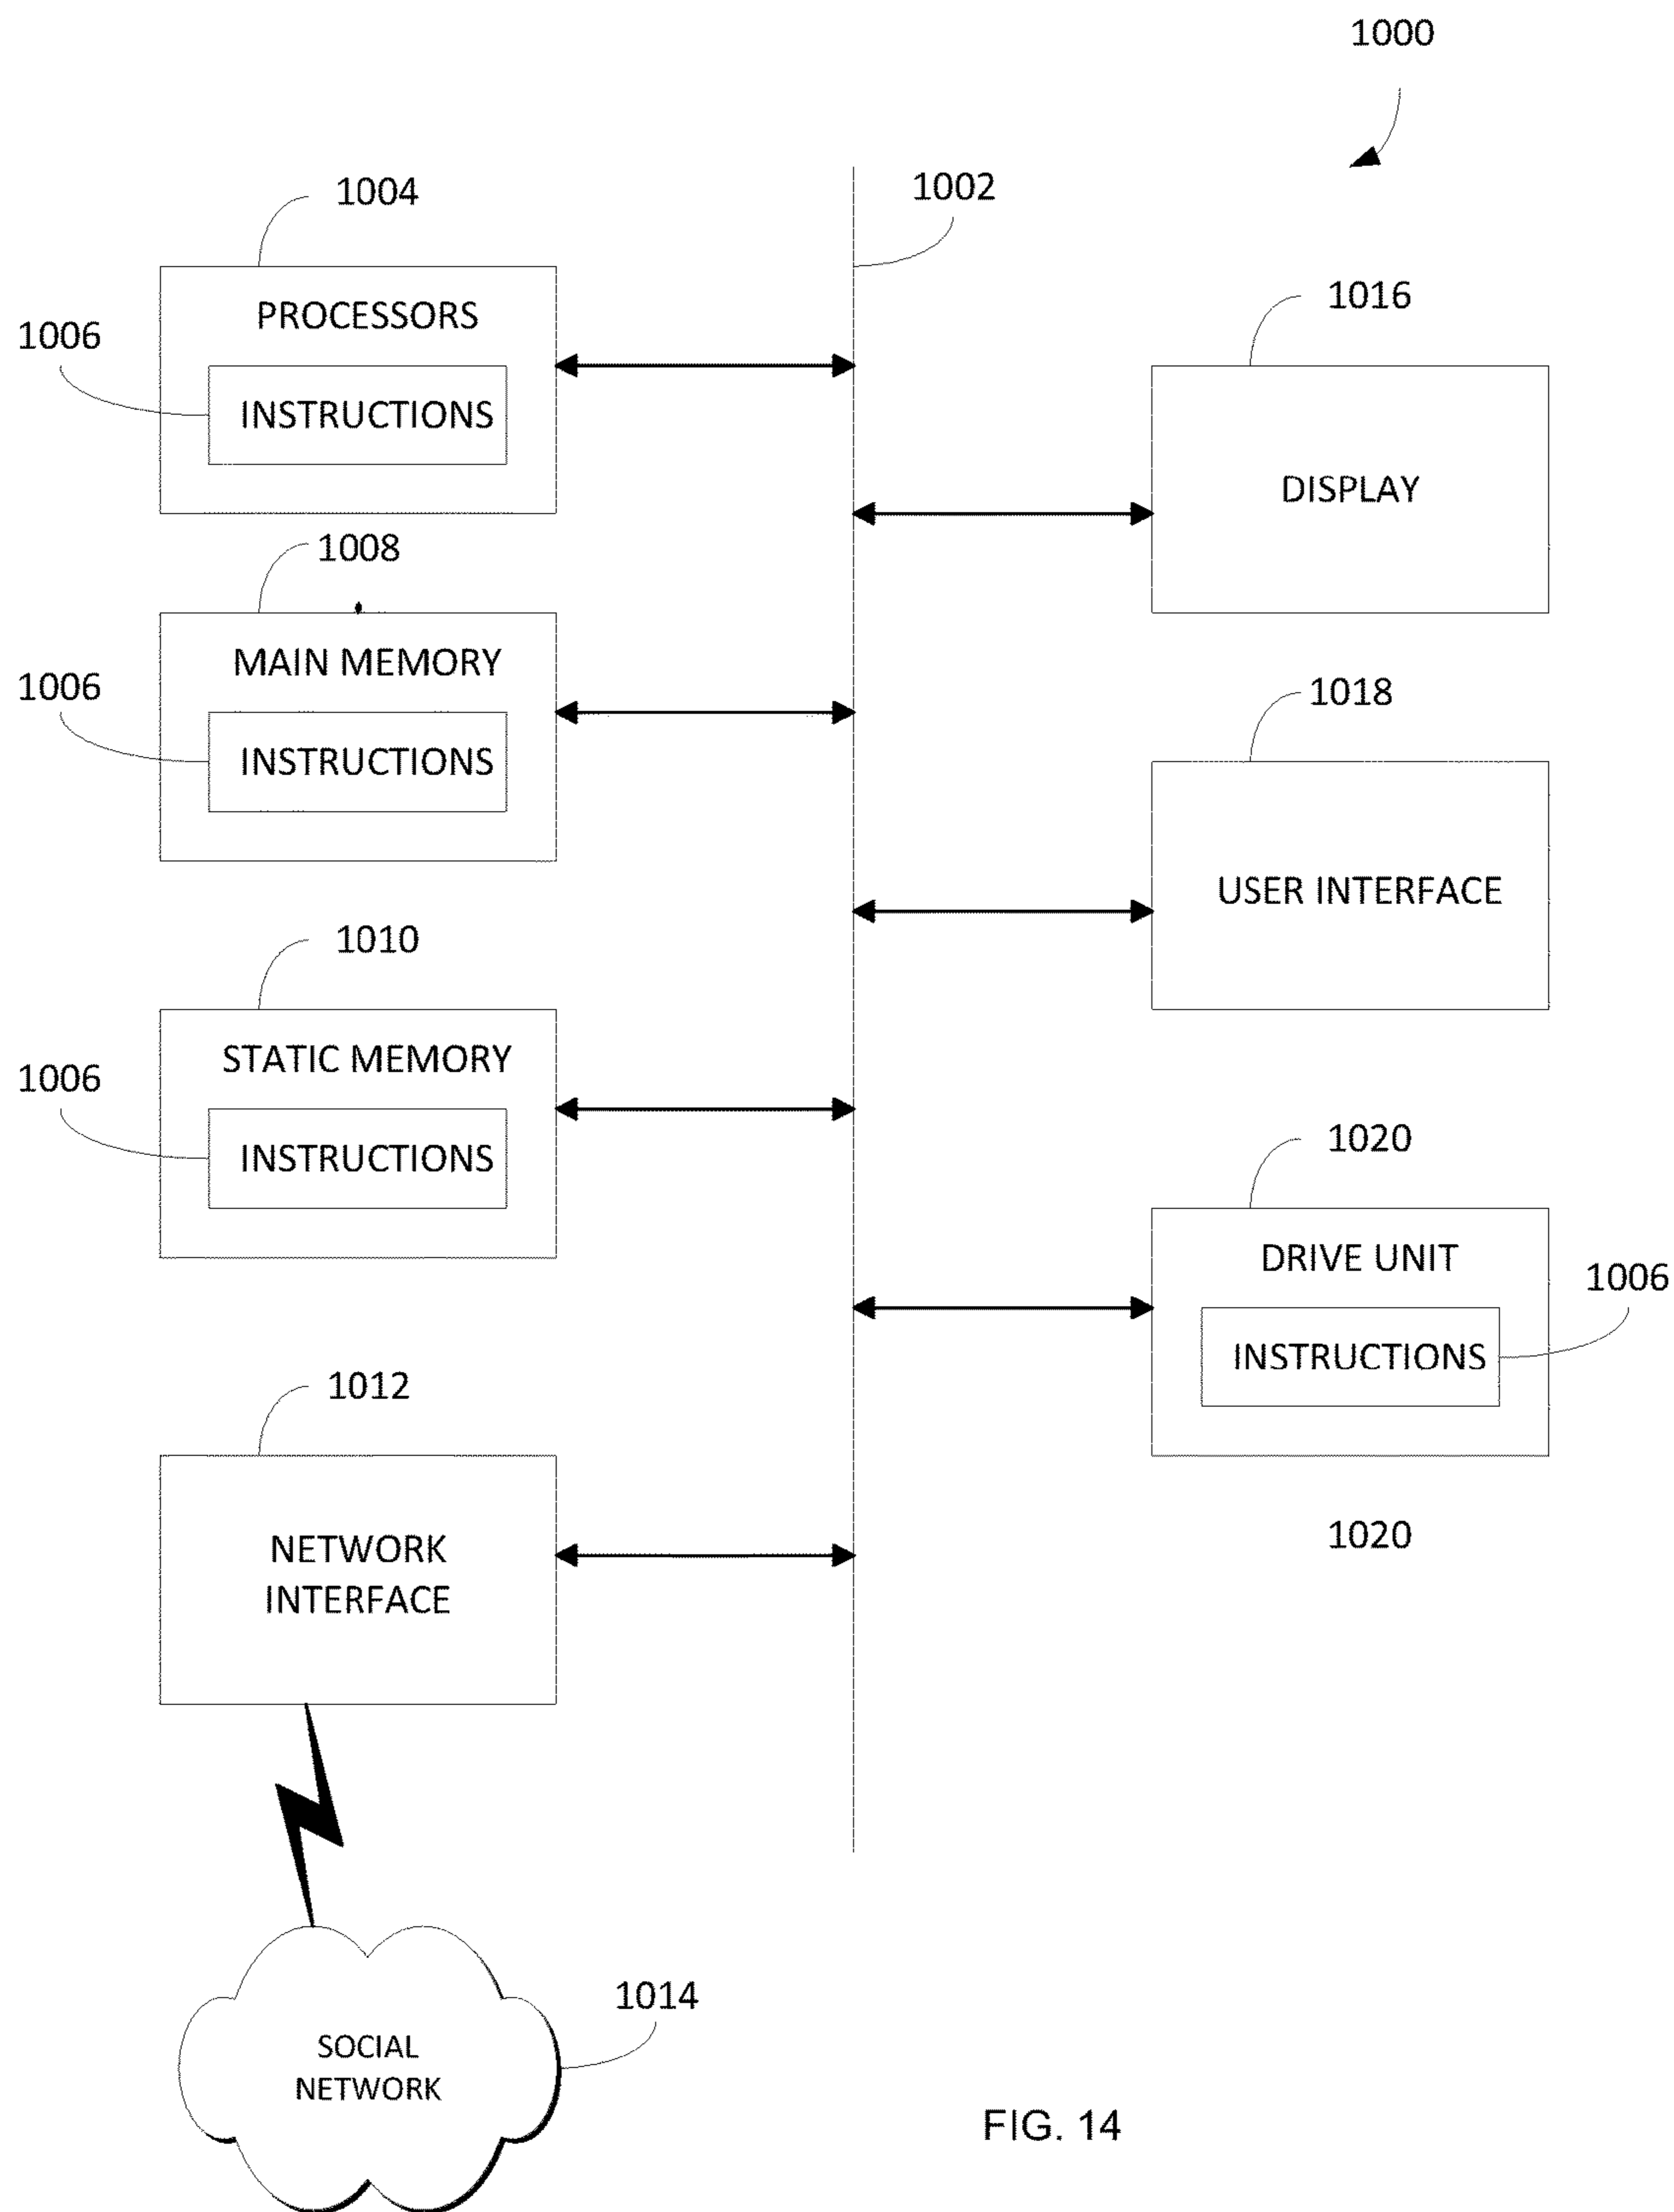 1000
1004
1002
PROCESSORS
1016
1006
INSTRUCTIONS
DISPLAY
1008
MAIN MEMORY
1006
1018
INSTRUCTIONS
USER INTERFACE
1010
STATIC MEMORY
1006
1020
INSTRUCTIONS
DRIVE UNIT
1006
INSTRUCTIONS
1012
1020
NETWORK
INTERFACE
1014
SOCIAL
NETWORK
FIG. 14